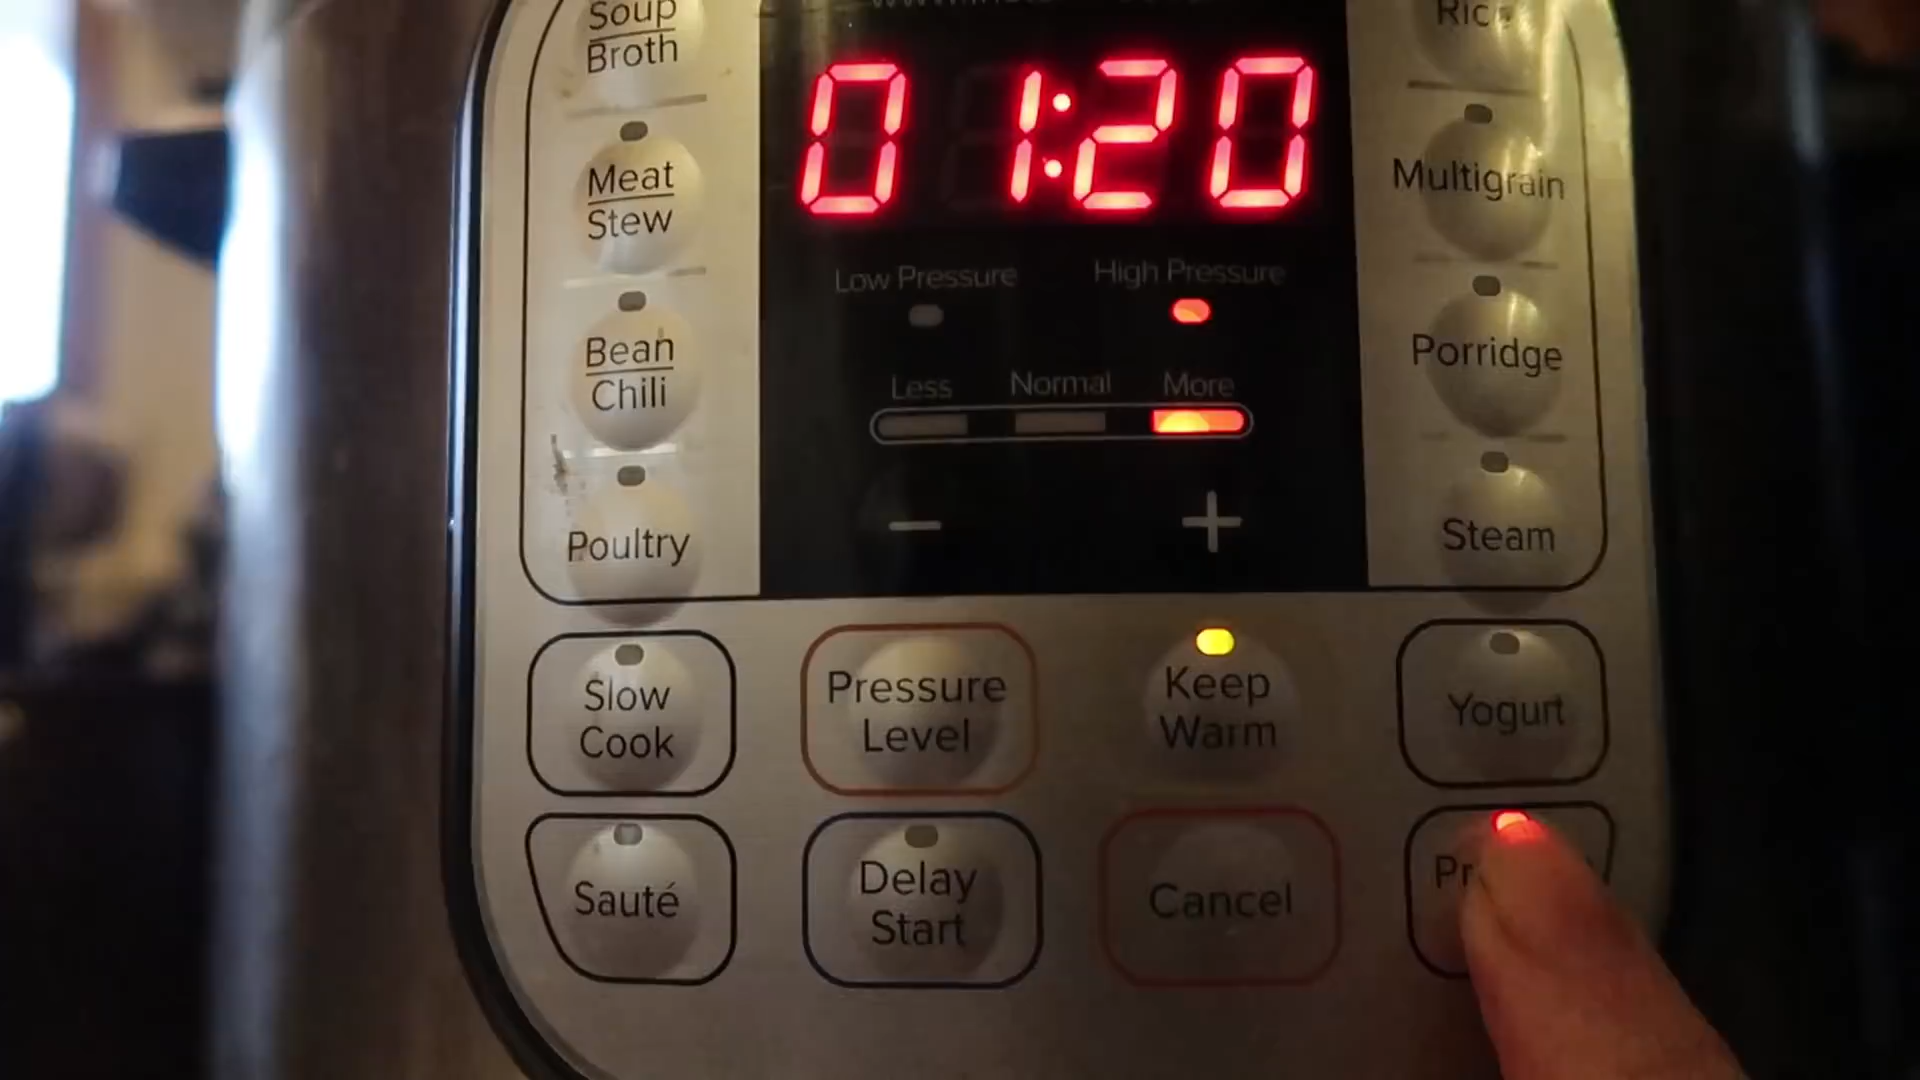 Soup
Broth
01:20
Meat
Stew
Multigrain
Low Pressure
High Pressure
Bean
Chili
Less
Normal
More
Porridge
Poultry
−
+
Steam
Slow
Cook
Pressure
Level
Keep
Warm
Yogurt
Sauté
Delay
Start
Cancel